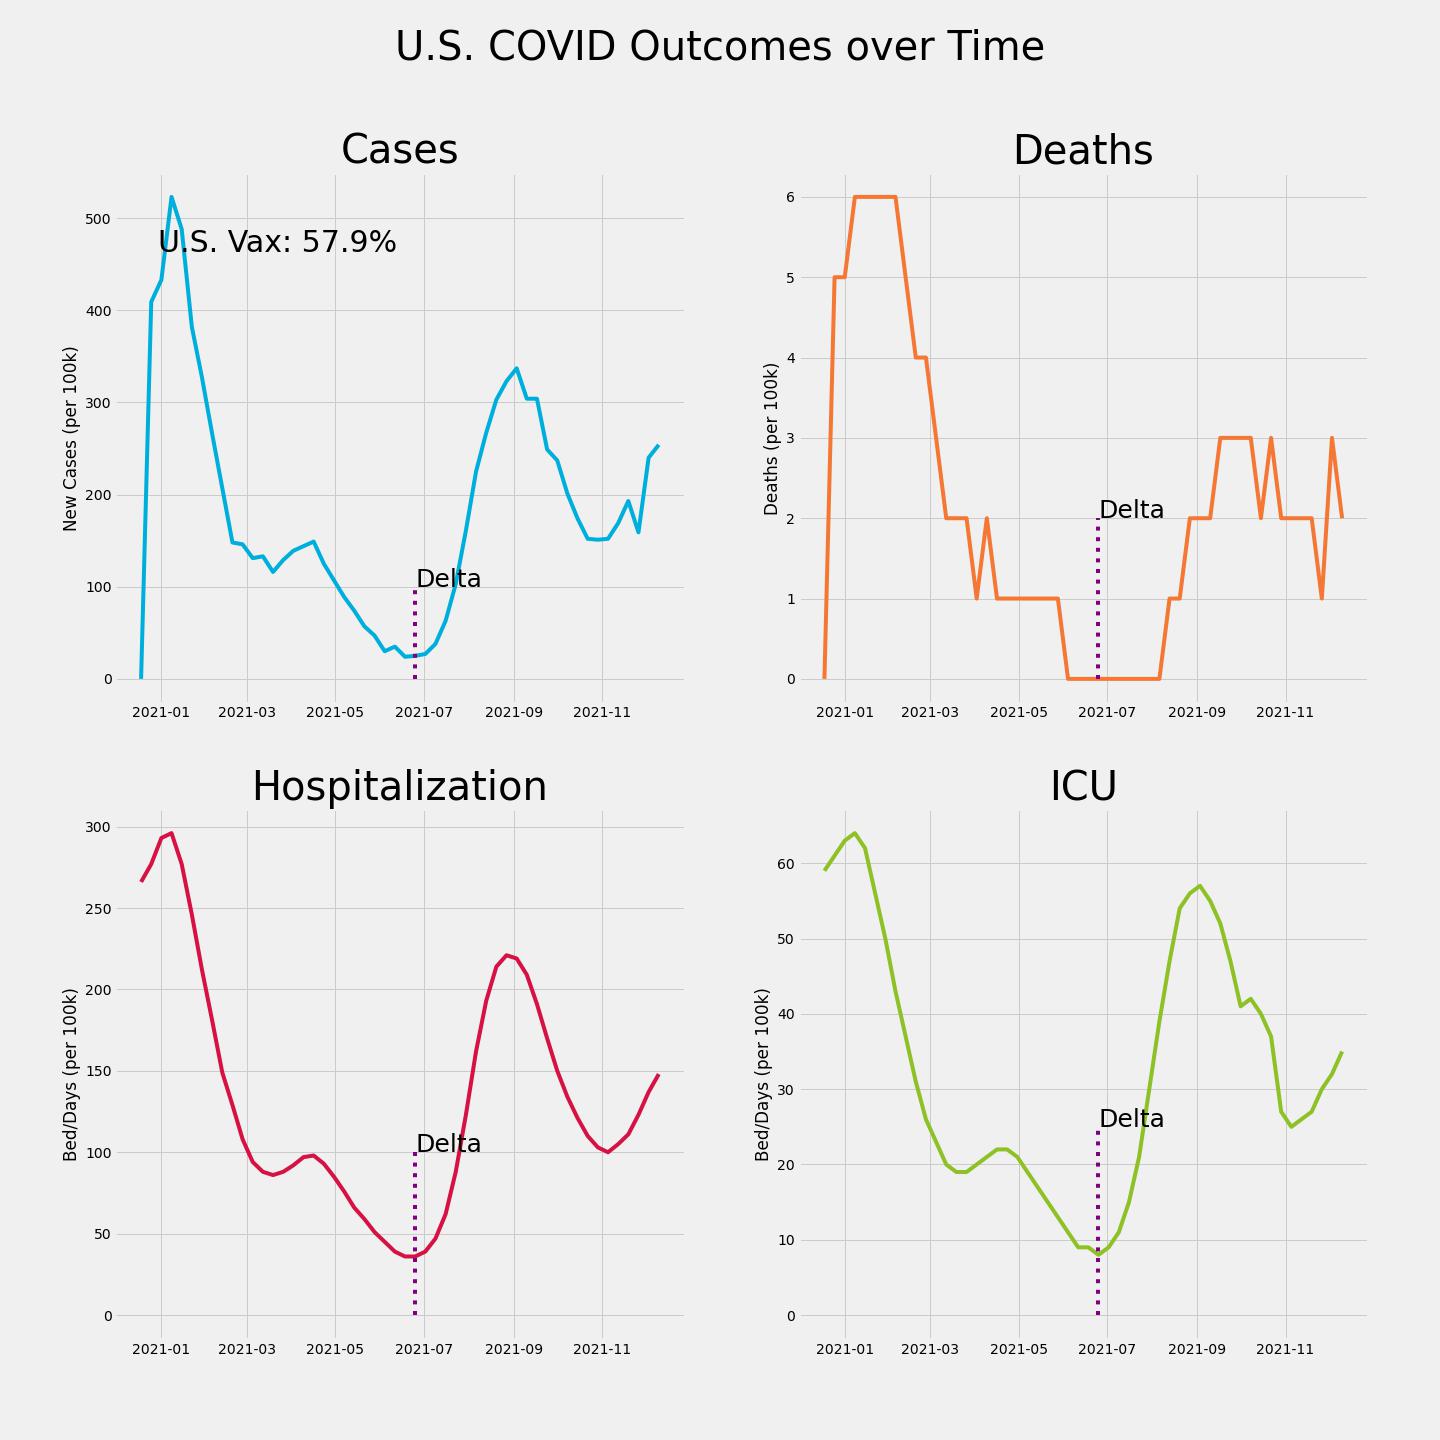 U.S. COVID Outcomes over Time
Cases
New Cases (per 100k)
500
400
300
200
100
0
U.S. Vax: 57.9%
Delta
2021-01 2021-03 2021-05 2021-07 2021-09 2021-11
Deaths
Deaths (per 100k)
6
5
4
3
2
1
0
Delta
2021-01 2021-03 2021-05 2021-07 2021-09 2021-11
Hospitalization
Bed/Days (per 100k)
300
250
200
150
100
50
0
Delta
2021-01 2021-03 2021-05 2021-07 2021-09 2021-11
ICU
Bed/Days (per 100k)
60
50
40
30
20
10
0
Delta
2021-01 2021-03 2021-05 2021-07 2021-09 2021-11